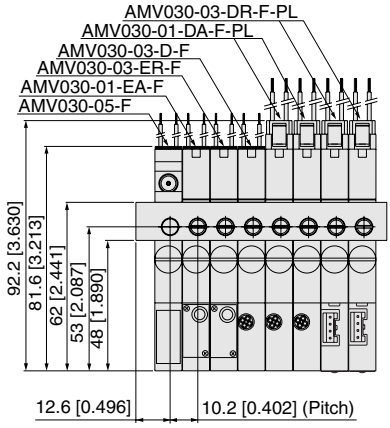 AMV030-03-DR-F-PL
AMV030-01-DA-F-PL
AMV030-03-D-F
AMV030-03-ER-F
AMV030-01-EA-F
AMV030-05-F
92.2 [3.630]
81.6 [3.213]
62 [2.441]
53 [2.087]
48 [1.890]
12.6 [0.496]
10.2 [0.402] (Pitch)